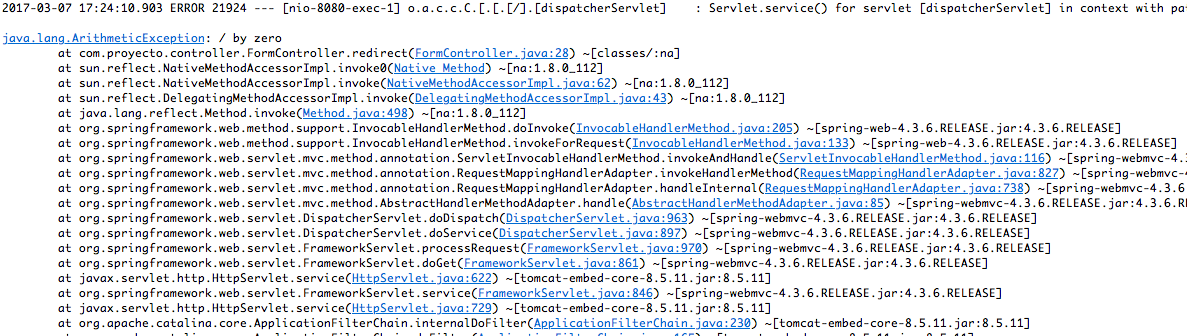 2017-03-07 17:24:10.903 ERROR 21924 --- [nio-8080-exec-1] o.a.c.c.C.[.[.[/].[dispatcherServlet]    : Servlet.service() for servlet [dispatcherServlet] in context with pa
java.lang.ArithmeticException: / by zero
at com.proyecto.controller.FormController.redirect(FormController.java:28) ~[classes/:na]
at sun.reflect.NativeMethodAccessorImpl.invoke0(Native Method) ~[na:1.8.0_112]
at sun.reflect.NativeMethodAccessorImpl.invoke(NativeMethodAccessorImpl.java:62) ~[na:1.8.0_112]
at sun.reflect.DelegatingMethodAccessorImpl.invoke(DelegatingMethodAccessorImpl.java:43) ~[na:1.8.0_112]
at java.lang.reflect.Method.invoke(Method.java:498) ~[na:1.8.0_112]
at org.springframework.web.method.support.InvocableHandlerMethod.doInvoke(InvocableHandlerMethod.java:205) ~[spring-web-4.3.6.RELEASE.jar:4.3.6.RELEASE]
at org.springframework.web.method.support.InvocableHandlerMethod.invokeForRequest(InvocableHandlerMethod.java:133) ~[spring-web-4.3.6.RELEASE.jar:4.3.6.RELEASE]
at org.springframework.web.servlet.mvc.method.annotation.ServletInvocableHandlerMethod.invokeAndHandle(ServletInvocableHandlerMethod.java:116) ~[spring-webmvc-4.3
at org.springframework.web.servlet.mvc.method.annotation.RequestMappingHandlerAdapter.invokeHandlerMethod(RequestMappingHandlerAdapter.java:827) ~[spring-webmvc-4
at org.springframework.web.servlet.mvc.method.annotation.RequestMappingHandlerAdapter.handleInternal(RequestMappingHandlerAdapter.java:738) ~[spring-webmvc-4.3.6
at org.springframework.web.servlet.mvc.method.AbstractHandlerMethodAdapter.handle(AbstractHandlerMethodAdapter.java:85) ~[spring-webmvc-4.3.6.RELEASE.jar:4.3.6.RE
at org.springframework.web.servlet.DispatcherServlet.doDispatch(DispatcherServlet.java:963) ~[spring-webmvc-4.3.6.RELEASE.jar:4.3.6.RELEASE]
at org.springframework.web.servlet.DispatcherServlet.doService(DispatcherServlet.java:897) ~[spring-webmvc-4.3.6.RELEASE.jar:4.3.6.RELEASE]
at org.springframework.web.servlet.FrameworkServlet.processRequest(FrameworkServlet.java:970) ~[spring-webmvc-4.3.6.RELEASE.jar:4.3.6.RELEASE]
at org.springframework.web.servlet.FrameworkServlet.doGet(FrameworkServlet.java:861) ~[spring-webmvc-4.3.6.RELEASE.jar:4.3.6.RELEASE]
at javax.servlet.http.HttpServlet.service(HttpServlet.java:622) ~[tomcat-embed-core-8.5.11.jar:8.5.11]
at org.springframework.web.servlet.FrameworkServlet.service(FrameworkServlet.java:846) ~[spring-webmvc-4.3.6.RELEASE.jar:4.3.6.RELEASE]
at javax.servlet.http.HttpServlet.service(HttpServlet.java:729) ~[tomcat-embed-core-8.5.11.jar:8.5.11]
at org.apache.catalina.core.ApplicationFilterChain.internalDoFilter(ApplicationFilterChain.java:230) ~[tomcat-embed-core-8.5.11.jar:8.5.11]